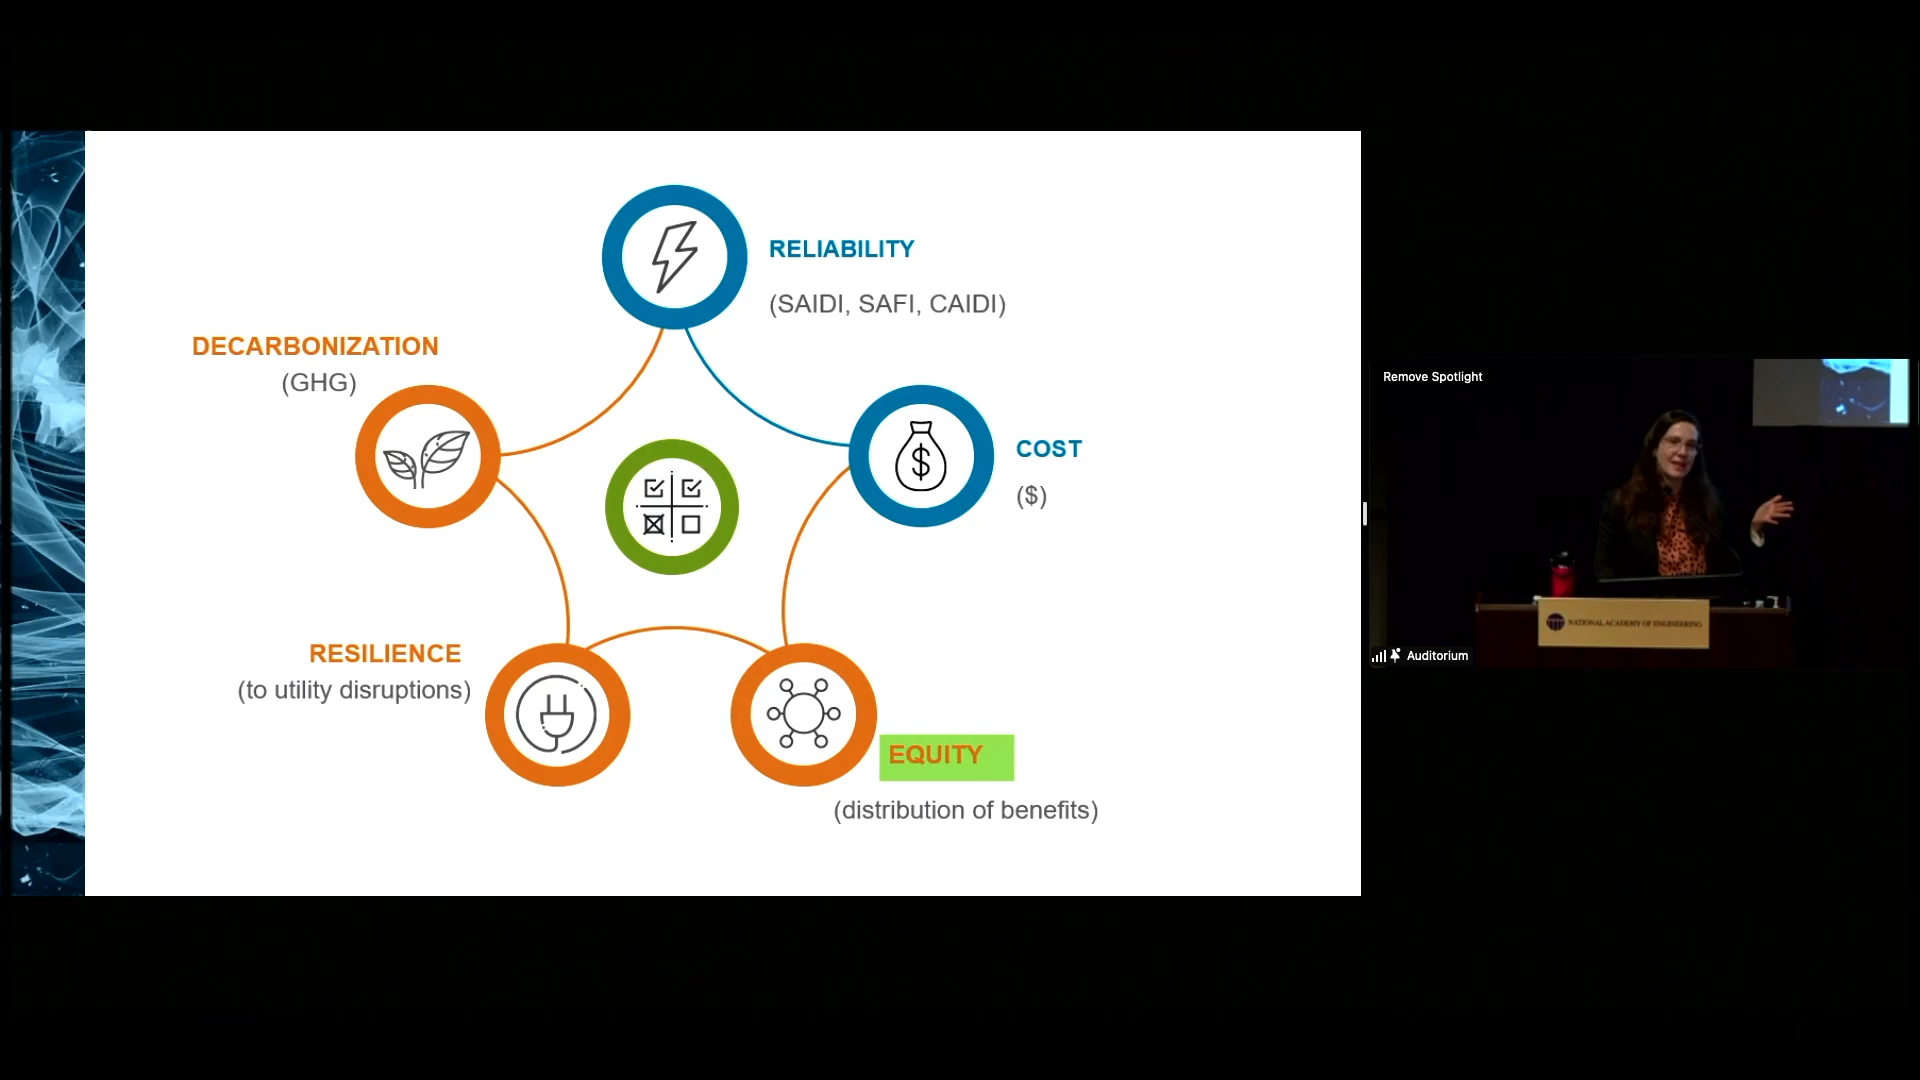 RELIABILITY
(SAIDI, SAFI, CAIDI)
DECARBONIZATION
(GHG)
COST
($)
RESILIENCE
(to utility disruptions)
EQUITY
(distribution of benefits)
Remove Spotlight
NATIONAL ACADEMY OF ENGINEERING
Auditorium